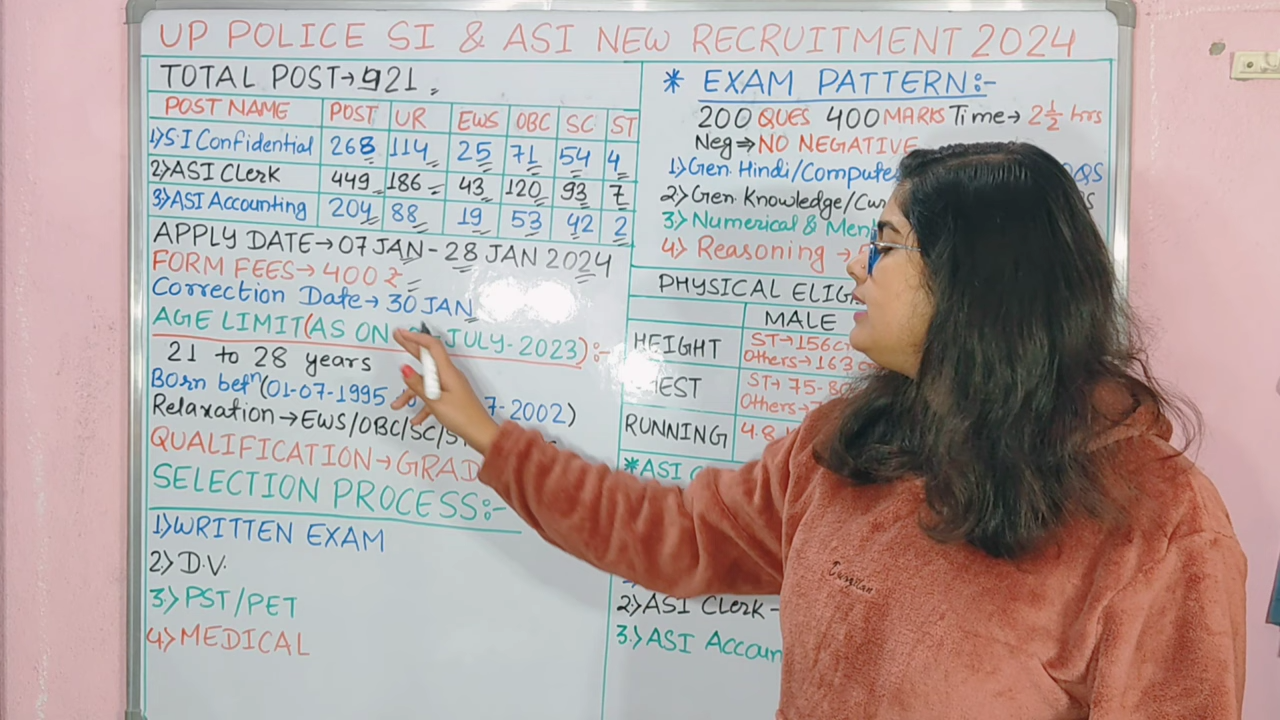 UP POLICE SI & ASI NEW RECRUITMENT 2024
TOTAL POST→921.
POST NAME POST UR EWS OBC SC ST
1) S.I Confidential 268 114 25 71 54 4
2) ASI Clerk 449 186 43 120 93 7
3) ASI Accounting 204 88 19 53 42 2
APPLY DATE→07 JAN - 28 JAN 2024
FORM FEES→400 ₹
Correction Date→30 JAN
AGE LIMIT(AS ON JULY-2023):-
21 to 28 years
Born befⁿ(01-07-1995 7-2002)
Relaxation→EWS/OBC/SC/
QUALIFICATION→GRAD
SELECTION PROCESS:-
1) WRITTEN EXAM
2) D.V.
3) PST/PET
4) MEDICAL
* EXAM PATTERN:-
200 QUES 400 MARKS Time→2½ hrs
Neg→NO NEGATIVE
1) Gen. Hindi/Compute
2) Gen. Knowledge/Cur
3) Numerical & Men
4) Reasoning→
PHYSICAL ELIG
MALE
HEIGHT ST→156c
Others→163
HEST ST→75-80
Others→7
RUNNING 4.8
*ASI
2) ASI Clerk -
3) ASI Accoun